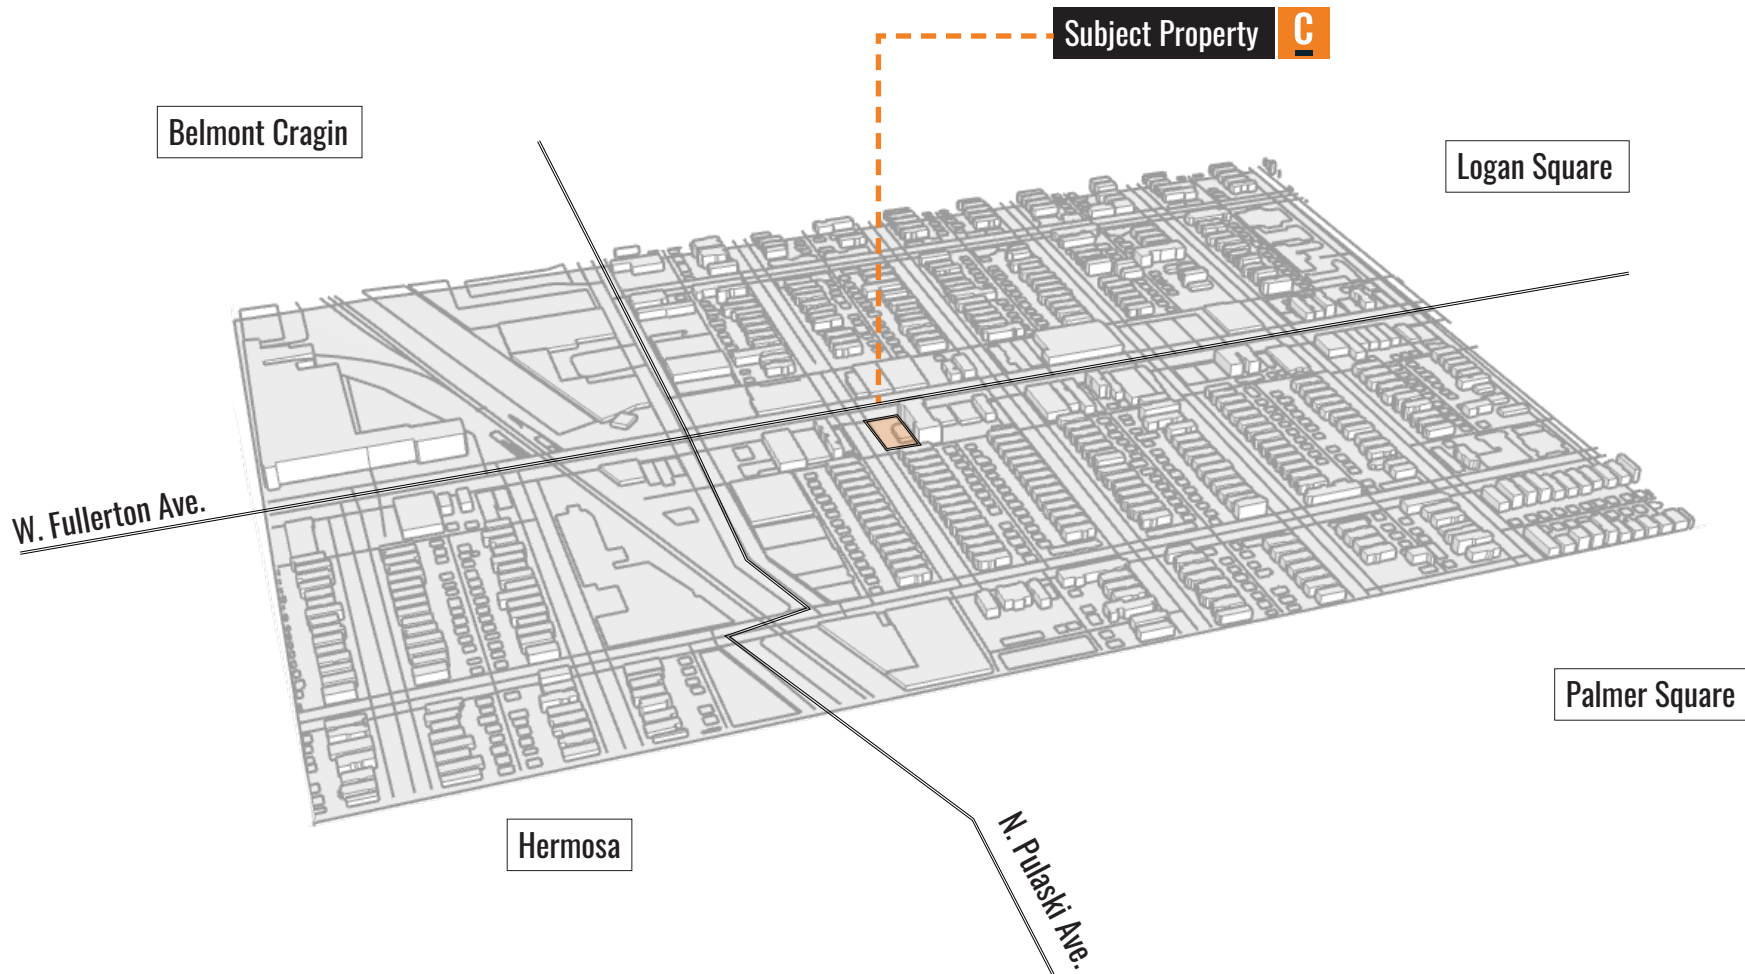 Subject Property C
Belmont Cragin
Logan Square
W. Fullerton Ave.
Palmer Square
Hermosa
N. Pulaski Ave.